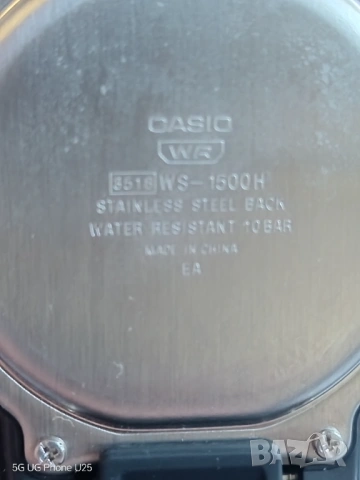 CASIO
WR
3516 WS-1500H
STAINLESS STEEL BACK
WATER RESISTANT 10BAR
MADE IN CHINA
EA
5G UG Phone U25
BAZAR